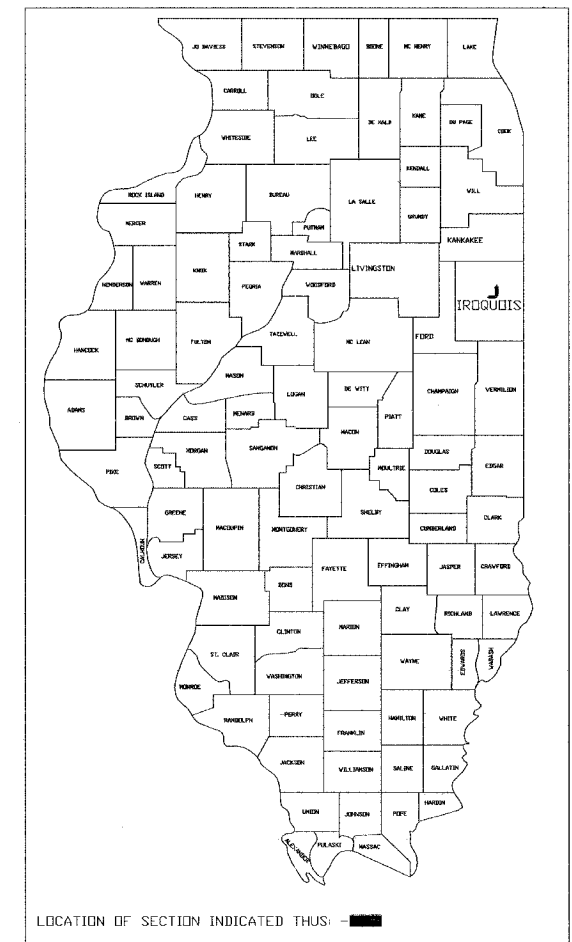 JO DAVIESS STEVENSON WINNEBAGO BOONE MC HENRY LAKE
CARROLL OGLE DE KALB KANE DU PAGE COOK
WHITESIDE LEE
KENDALL
ROCK ISLAND HENRY BUREAU LA SALLE WILL
MERCER PUTNAM GRUNDY
STARK MARSHALL KANKAKEE
HENDERSON WARREN KNOX PEORIA WOODFORD LIVINGSTON
IROQUOIS
HANCOCK MC DONOUGH FULTON TAZEWELL MC LEAN FORD
SCHUYLER MASON LOGAN DE WITT CHAMPAIGN VERMILION
ADAMS BROWN CASS MENARD MACON PIATT
PIKE SCOTT MORGAN SANGAMON MOULTRIE DOUGLAS EDGAR
CHRISTIAN COLES
GREENE MACOUPIN MONTGOMERY SHELBY CUMBERLAND CLARK
CALHOUN JERSEY FAYETTE EFFINGHAM JASPER CRAWFORD
MADISON BOND CLAY RICHLAND LAWRENCE
CLINTON MARION
ST. CLAIR WAYNE EDWARDS WABASH
MONROE WASHINGTON JEFFERSON
RANDOLPH PERRY HAMILTON WHITE
FRANKLIN
JACKSON WILLIAMSON SALINE GALLATIN
UNION JOHNSON POPE HARDIN
ALEXANDER PULASKI MASSAC
LOCATION OF SECTION INDICATED THUS: -